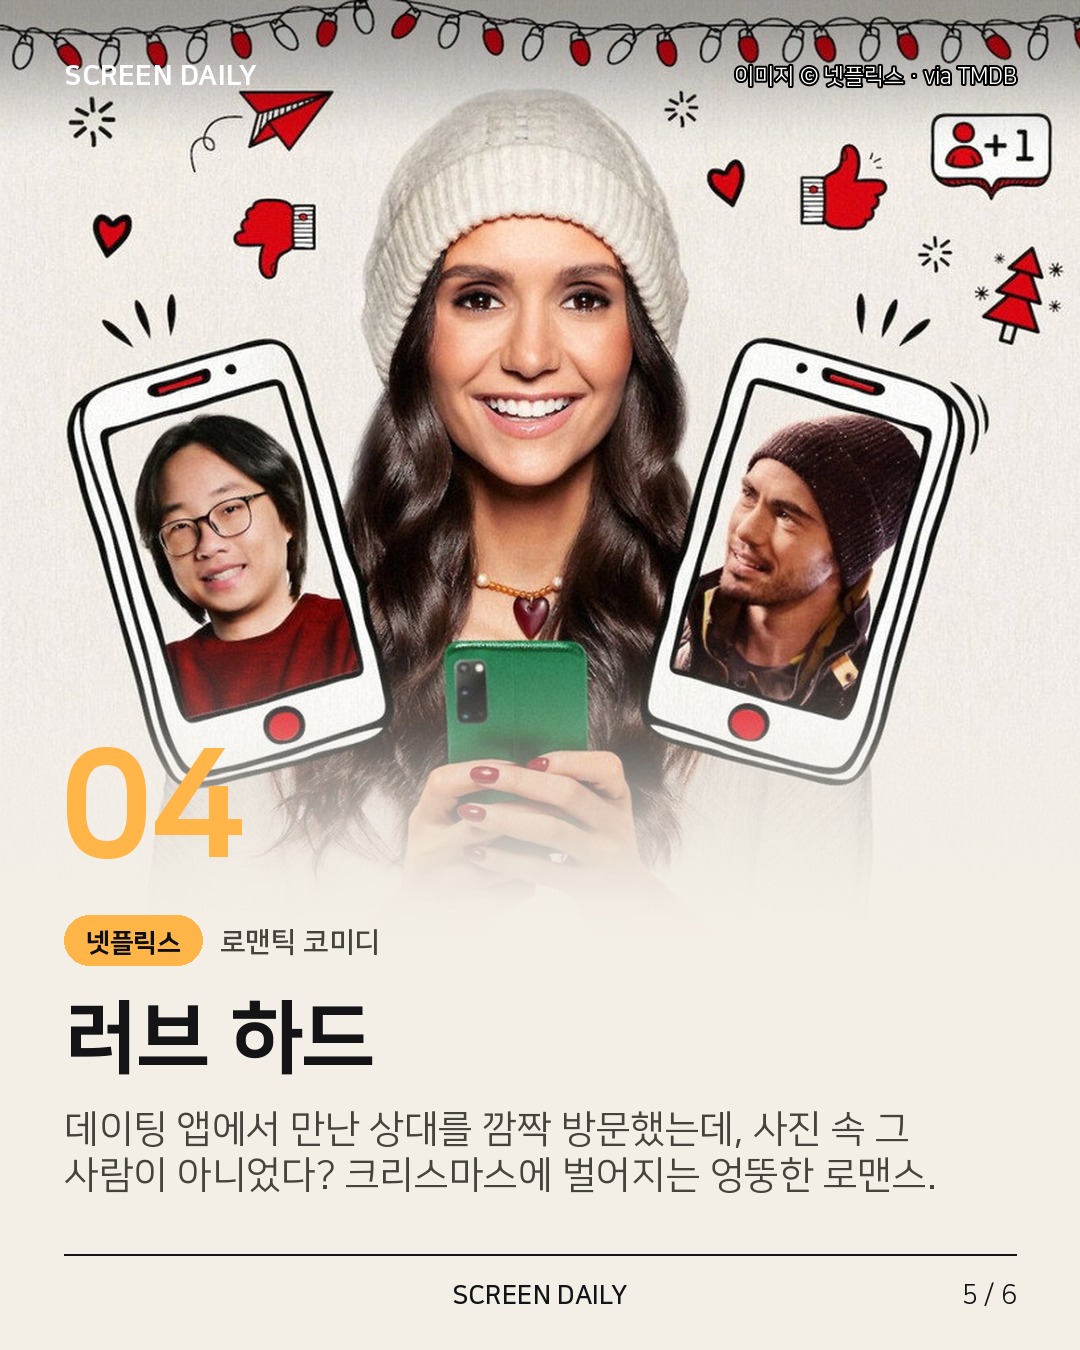 SCREEN DAILY
이미지 © 넷플릭스 · via TMDB
+1
04
넷플릭스 로맨틱 코미디
러브 하드
데이팅 앱에서 만난 상대를 깜짝 방문했는데, 사진 속 그
사람이 아니었다? 크리스마스에 벌어지는 엉뚱한 로맨스.
SCREEN DAILY
5 / 6